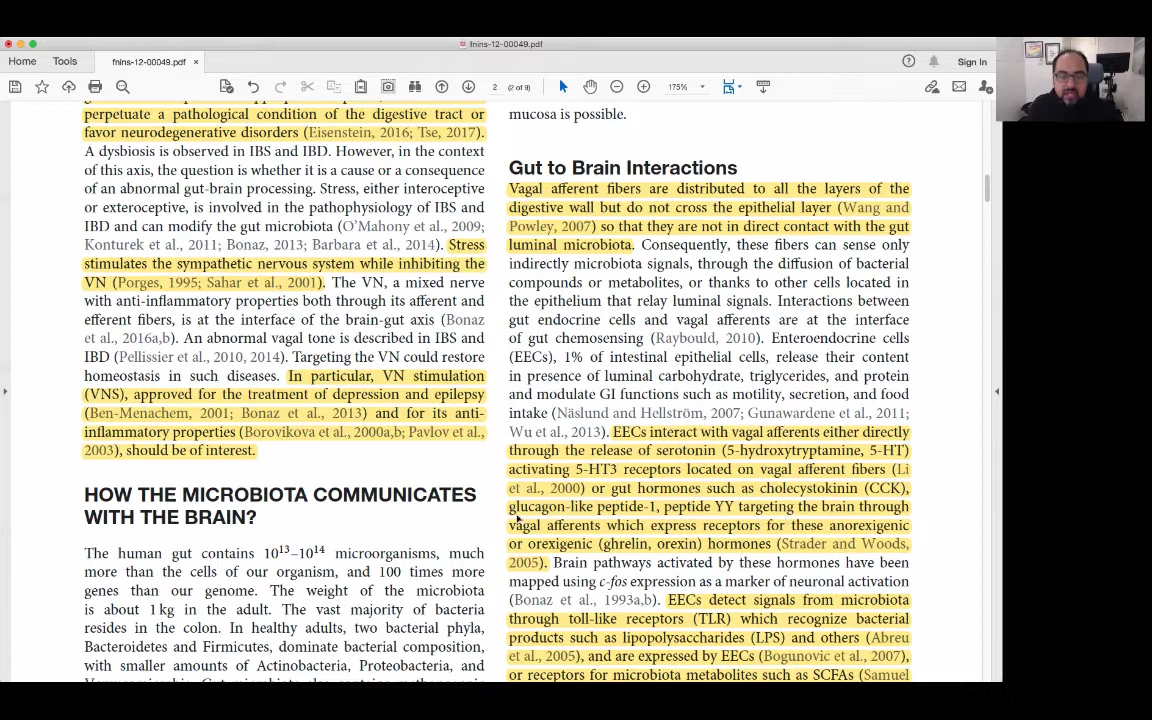 fnins-12-00049.pdf
Home
Tools
fnins-12-00049.pdf ×
Sign In
2 (2 of 9)
175%
perpetuate a pathological condition of the digestive tract or
favor neurodegenerative disorders (Eisenstein, 2016; Tse, 2017).
A dysbiosis is observed in IBS and IBD. However, in the context
of this axis, the question is whether it is a cause or a consequence
of an abnormal gut-brain processing. Stress, either interoceptive
or exteroceptive, is involved in the pathophysiology of IBS and
IBD and can modify the gut microbiota (O'Mahony et al., 2009;
Konturek et al., 2011; Bonaz, 2013; Barbara et al., 2014). Stress
stimulates the sympathetic nervous system while inhibiting the
VN (Porges, 1995; Sahar et al., 2001). The VN, a mixed nerve
with anti-inflammatory properties both through its afferent and
efferent fibers, is at the interface of the brain-gut axis (Bonaz
et al., 2016a,b). An abnormal vagal tone is described in IBS and
IBD (Pellissier et al., 2010, 2014). Targeting the VN could restore
homeostasis in such diseases. In particular, VN stimulation
(VNS), approved for the treatment of depression and epilepsy
(Ben-Menachem, 2001; Bonaz et al., 2013) and for its anti-
inflammatory properties (Borovikova et al., 2000a,b; Pavlov et al.,
2003), should be of interest.
HOW THE MICROBIOTA COMMUNICATES
WITH THE BRAIN?
The human gut contains 10¹³–10¹⁴ microorganisms, much
more than the cells of our organism, and 100 times more
genes than our genome. The weight of the microbiota
is about 1 kg in the adult. The vast majority of bacteria
resides in the colon. In healthy adults, two bacterial phyla,
Bacteroidetes and Firmicutes, dominate bacterial composition,
with smaller amounts of Actinobacteria, Proteobacteria, and
mucosa is possible.
Gut to Brain Interactions
Vagal afferent fibers are distributed to all the layers of the
digestive wall but do not cross the epithelial layer (Wang and
Powley, 2007) so that they are not in direct contact with the gut
luminal microbiota. Consequently, these fibers can sense only
indirectly microbiota signals, through the diffusion of bacterial
compounds or metabolites, or thanks to other cells located in
the epithelium that relay luminal signals. Interactions between
gut endocrine cells and vagal afferents are at the interface
of gut chemosensing (Raybould, 2010). Enteroendocrine cells
(EECs), 1% of intestinal epithelial cells, release their content
in presence of luminal carbohydrate, triglycerides, and protein
and modulate GI functions such as motility, secretion, and food
intake (Näslund and Hellström, 2007; Gunawardene et al., 2011;
Wu et al., 2013). EECs interact with vagal afferents either directly
through the release of serotonin (5-hydroxytryptamine, 5-HT)
activating 5-HT3 receptors located on vagal afferent fibers (Li
et al., 2000) or gut hormones such as cholecystokinin (CCK),
glucagon-like peptide-1, peptide YY targeting the brain through
vagal afferents which express receptors for these anorexigenic
or orexigenic (ghrelin, orexin) hormones (Strader and Woods,
2005). Brain pathways activated by these hormones have been
mapped using c-fos expression as a marker of neuronal activation
(Bonaz et al., 1993a,b). EECs detect signals from microbiota
through toll-like receptors (TLR) which recognize bacterial
products such as lipopolysaccharides (LPS) and others (Abreu
et al., 2005), and are expressed by EECs (Bogunovic et al., 2007),
or receptors for microbiota metabolites such as SCFAs (Samuel